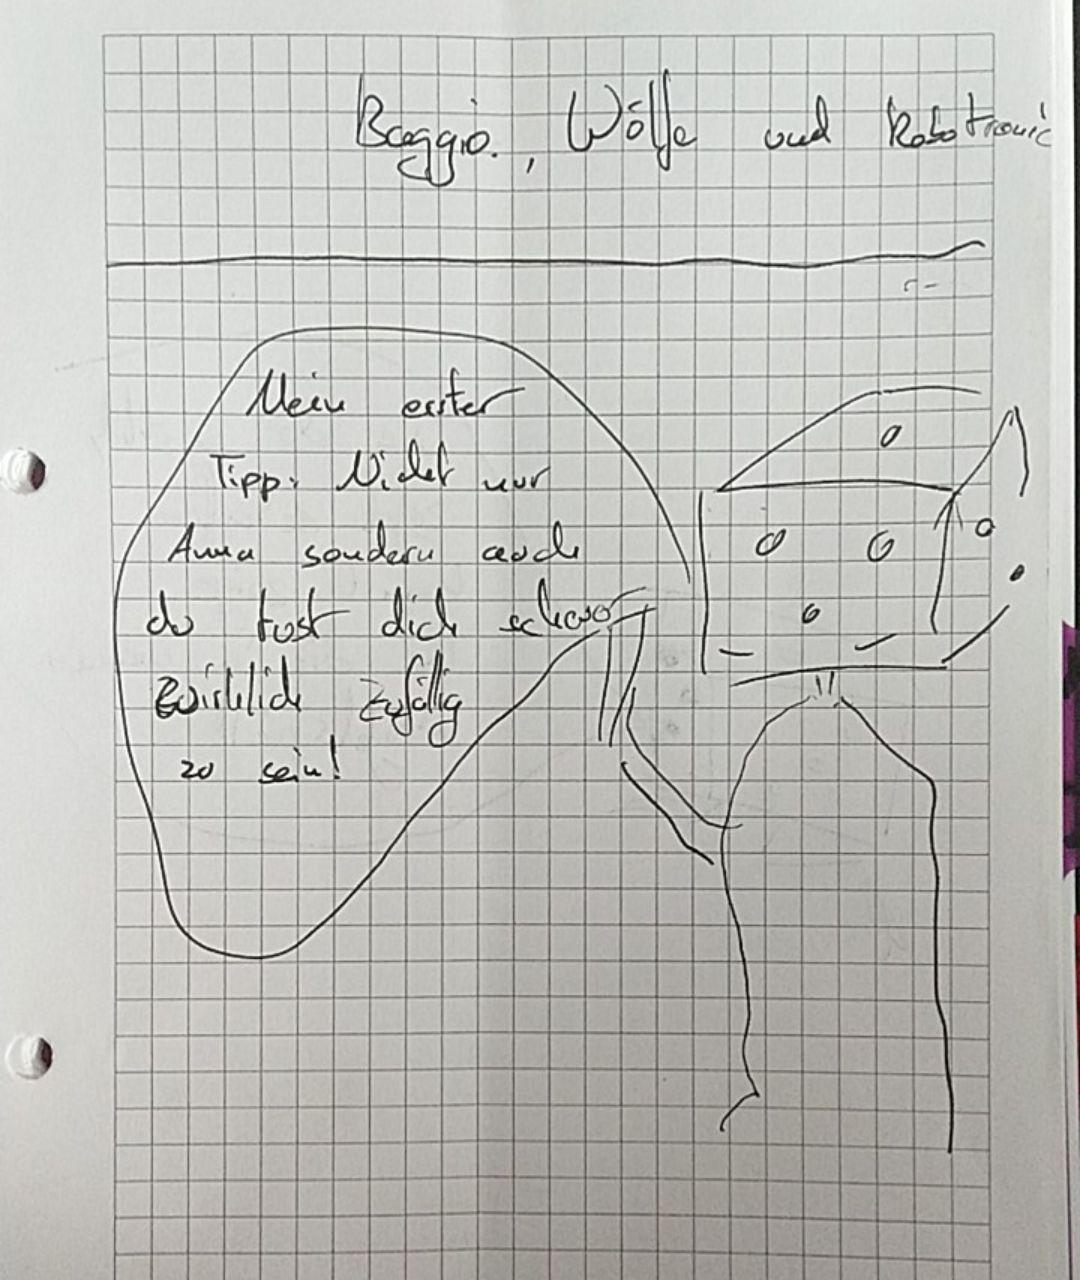 Baggio., Wölfe und Robotronic
Mein erster
Tipp: Nicht nur
Anna sondern auch
du tust dich schwer
wirklich zufällig
zu sein!